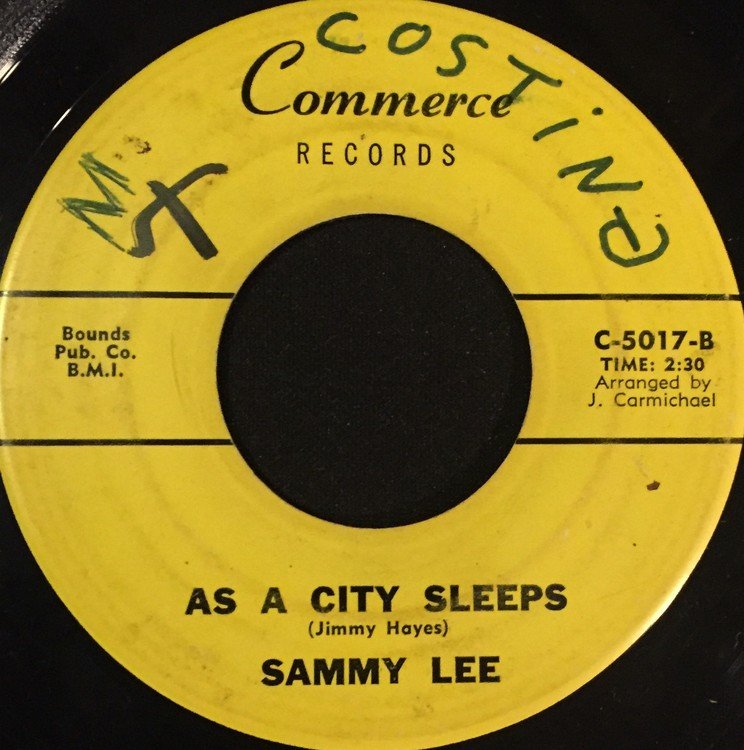 COSTINA
Commerce
RECORDS
M.
X
Bounds
Pub. Co.
B.M.I.
C-5017-B
TIME: 2:30
Arranged by
J. Carmichael
AS A CITY SLEEPS
(Jimmy Hayes)
SAMMY LEE